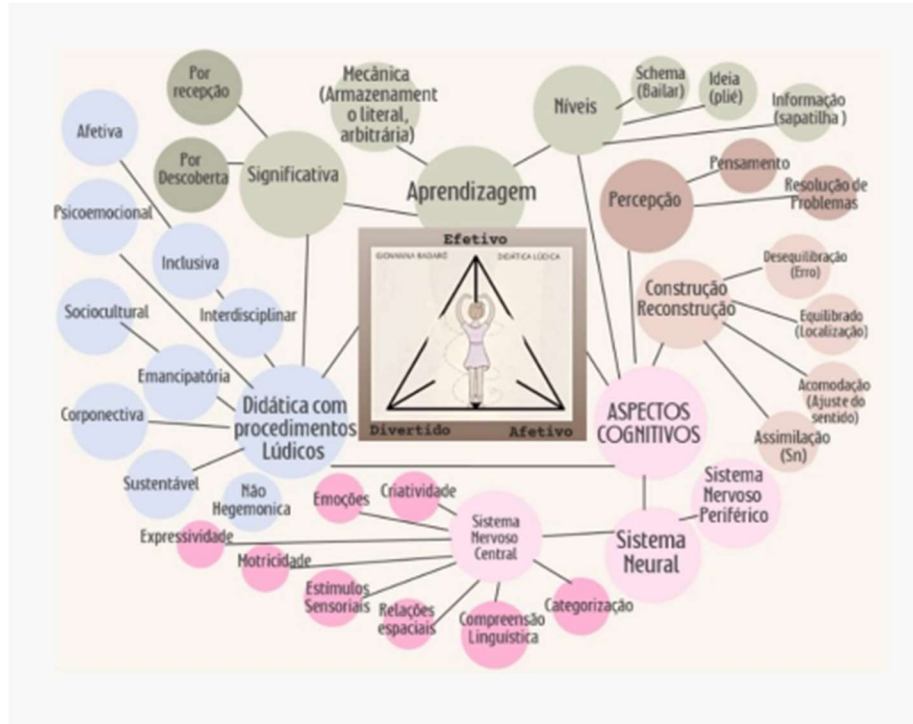 Por
recepção
Mecânica
(Armazenament
o literal,
arbitrária)
Níveis
Schema
(Bailar)
Ideia
(plié)
Informação
(sapatilha )
Afetiva
Por
Descoberta
Significativa
Aprendizagem
Percepção
Pensamento
Resolução de
Problemas
Psicoemocional
Inclusiva
Efetivo
GIOVANNA BADARÓ
DIDÁTICA LÚDICA
Divertido
Afetivo
Construção
Reconstrução
Desequilibração
(Erro)
Equilibrado
(Localização)
Acomodação
(Ajuste do
sentido)
Assimilação
(Sn)
Sociocultural
Interdisciplinar
Emancipatória
Corponectiva
Didática com
procedimentos
Lúdicos
ASPECTOS
COGNITIVOS
Sustentável
Não
Hegemonica
Emoções
Criatividade
Sistema
Nervoso
Central
Sistema
Neural
Sistema
Nervoso
Periférico
Expressividade
Motricidade
Estímulos
Sensoriais
Relações
espaciais
Compreensão
Linguística
Categorização